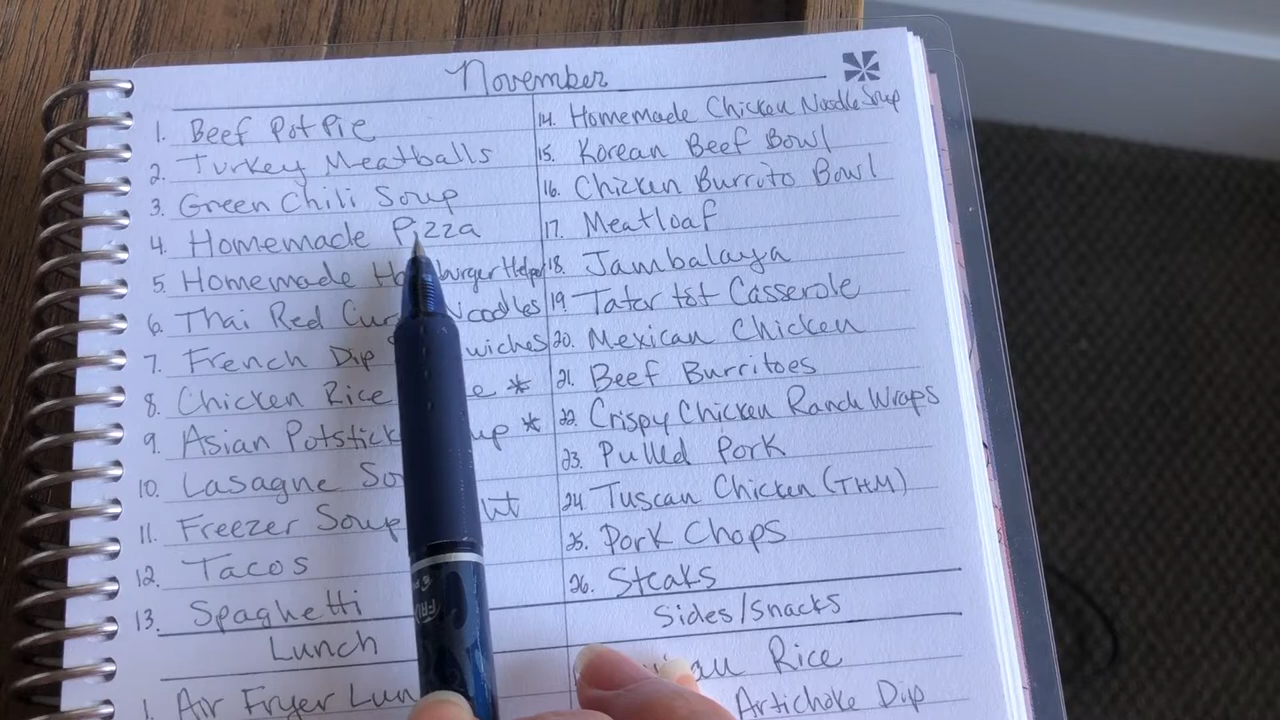 November
1. Beef Pot Pie
2. Turkey Meatballs
3. Green Chili Soup
4. Homemade Pizza
5. Homemade Helper
6. Thai Red Noodles
7. French Dip
8. Chicken Rice *
9. Asian *
10. Lasagne
11. Freezer Soup
12. Tacos
13. Spaghetti
Lunch
1. Air Fryer
14. Homemade Chicken Noodle Soup
15. Korean Beef Bowl
16. Chicken Burrito Bowl
17. Meatloaf
18. Jambalaya
19. Tater tot Casserole
20. Mexican Chicken
21. Beef Burritoes
22. Crispy Chicken Ranch Wraps
23. Pulled Pork
24. Tuscan Chicken (THM)
25. Pork Chops
26. Steaks
Sides/Snacks
Rice
Artichoke Dip